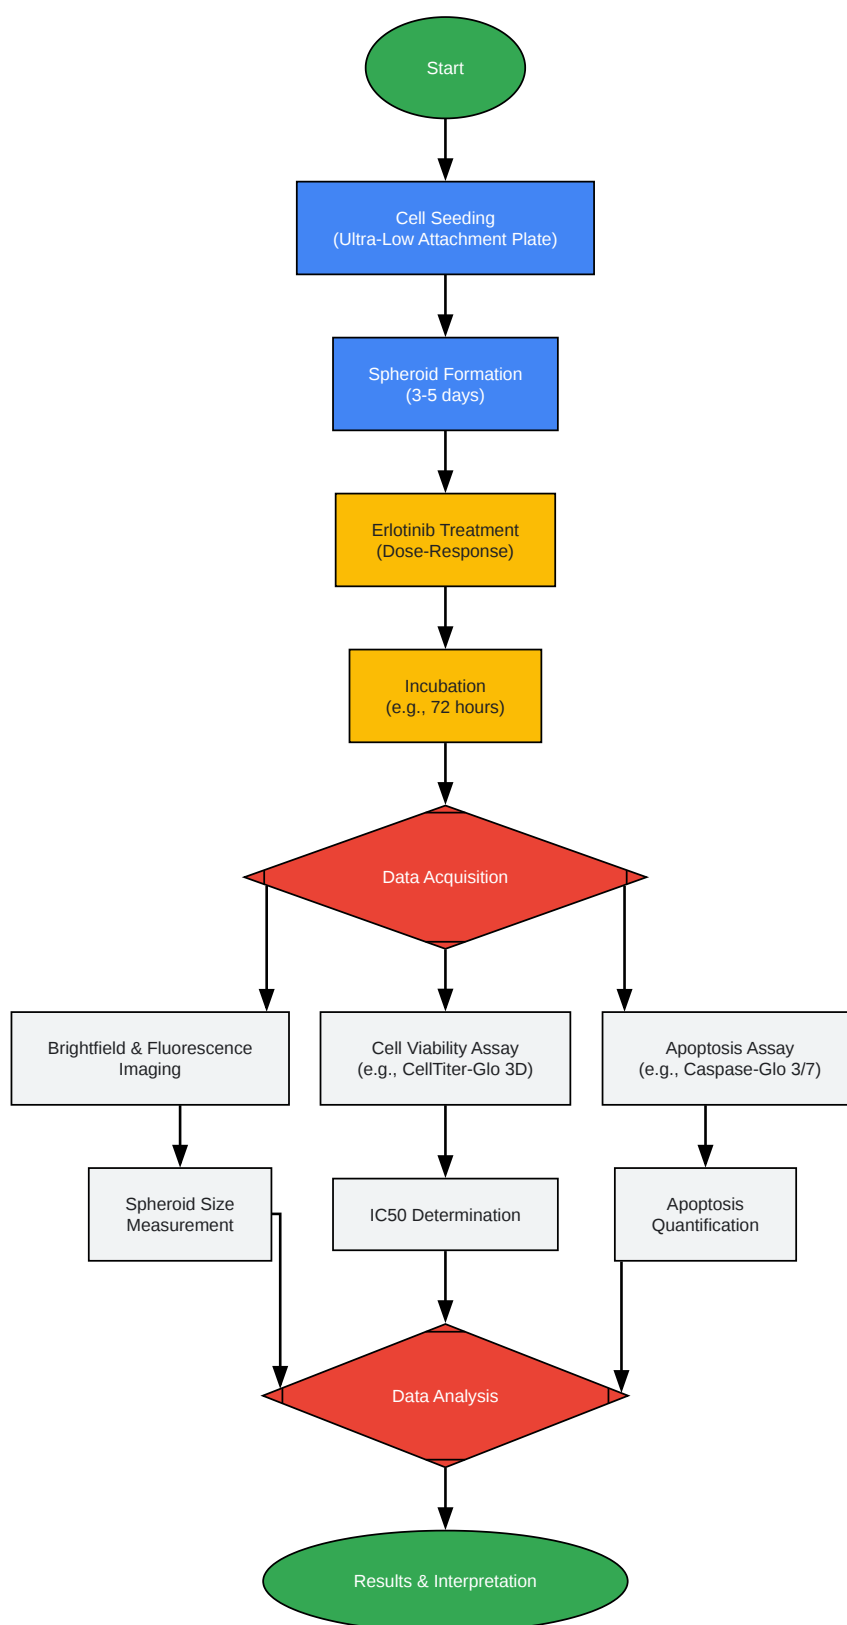 Start
Cell Seeding
(Ultra-Low Attachment Plate)
Spheroid Formation
(3-5 days)
Erlotinib Treatment
(Dose-Response)
Incubation
(e.g., 72 hours)
Data Acquisition
Brightfield & Fluorescence
Imaging
Cell Viability Assay
(e.g., CellTiter-Glo 3D)
Apoptosis Assay
(e.g., Caspase-Glo 3/7)
Spheroid Size
Measurement
IC50 Determination
Apoptosis
Quantification
Data Analysis
Results & Interpretation